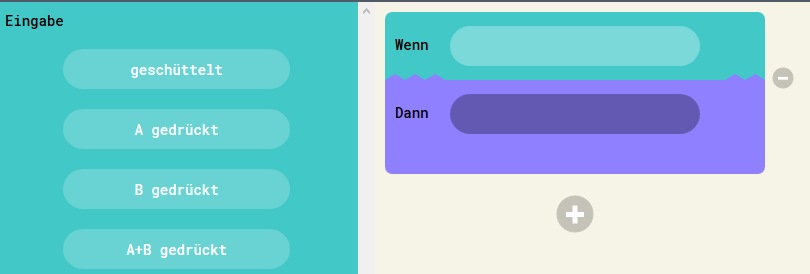 Eingabe
geschüttelt
A gedrückt
B gedrückt
A+B gedrückt
Wenn
Dann